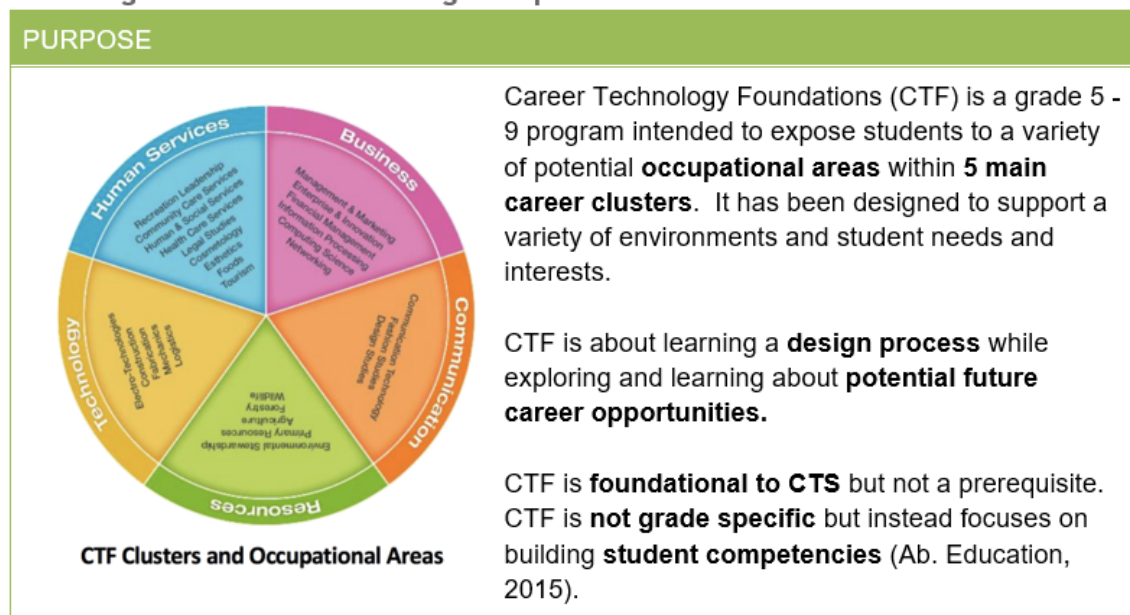 PURPOSE
Human Services
Recreation Leadership
Community Care Services
Human & Social Services
Health Care Services
Legal Studies
Cosmetology
Esthetics
Foods
Tourism
Business
Management & Marketing
Enterprise & Innovation
Financial Management
Information Processing
Computing Science
Networking
Communication
Communication Technology
Fashion Studies
Design Studies
Resources
Wildlife
Forestry
Agriculture
Primary Resources
Environmental Stewardship
Technology
Electro-Technologies
Construction
Fabrication
Mechanics
Logistics
CTF Clusters and Occupational Areas
Career Technology Foundations (CTF) is a grade 5 -
9 program intended to expose students to a variety
of potential occupational areas within 5 main
career clusters. It has been designed to support a
variety of environments and student needs and
interests.
CTF is about learning a design process while
exploring and learning about potential future
career opportunities.
CTF is foundational to CTS but not a prerequisite.
CTF is not grade specific but instead focuses on
building student competencies (Ab. Education,
2015).